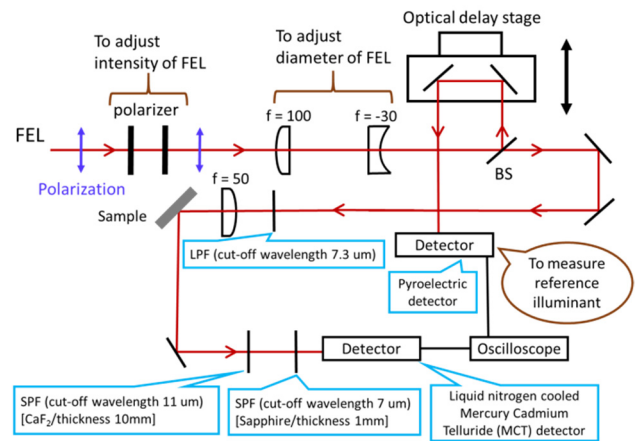 To adjust
intensity of FEL
To adjust
diameter of FEL
Optical delay stage
polarizer
f = 100
f = -30
FEL
BS
Polarization
f = 50
Sample
LPF (cut-off wavelength 7.3 um)
Detector
Pyroelectric
detector
To measure
reference
illuminant
Detector
Oscilloscope
SPF (cut-off wavelength 11 um)
[CaF₂/thickness 10mm]
SPF (cut-off wavelength 7 um)
[Sapphire/thickness 1mm]
Liquid nitrogen cooled
Mercury Cadmium
Telluride (MCT) detector